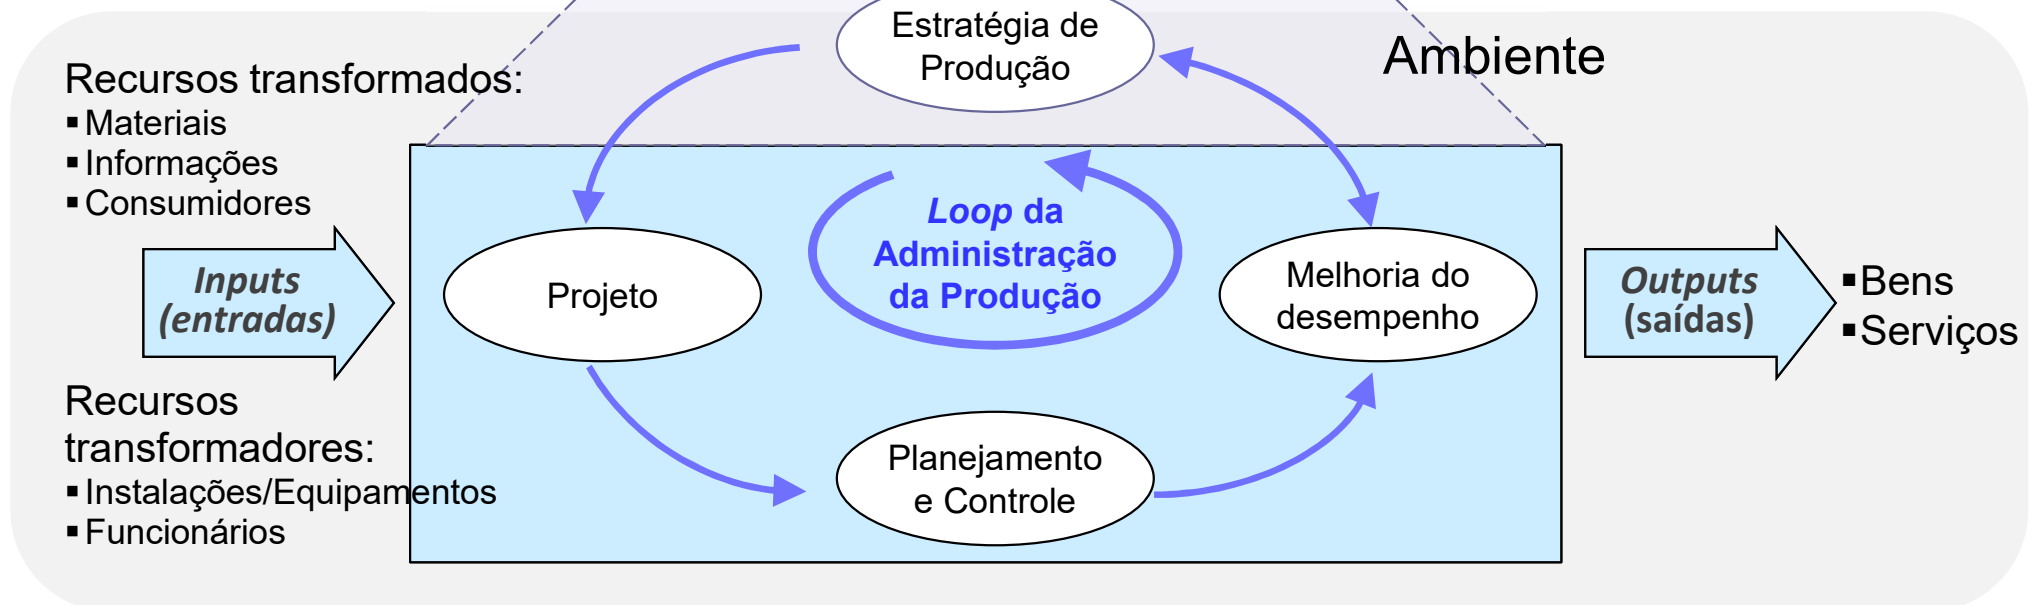 Estratégia de
Produção
Ambiente
Recursos transformados:
▪Materiais
▪Informações
▪Consumidores
Inputs
(entradas)
Recursos
transformadores:
▪Instalações/Equipamentos
▪Funcionários
Projeto
Loop da
Administração
da Produção
Melhoria do
desempenho
Planejamento
e Controle
Outputs
(saídas)
▪Bens
▪Serviços